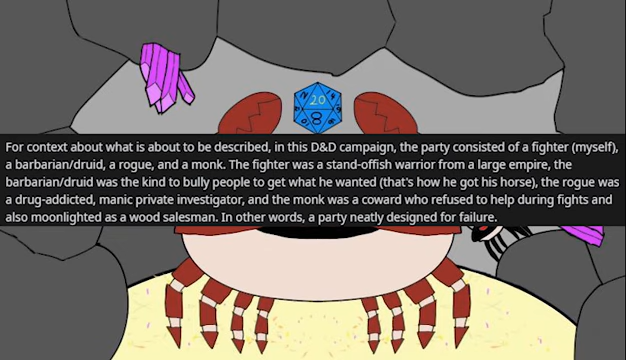 20
8
For context about what is about to be described, in this D&D campaign, the party consisted of a fighter (myself),
a barbarian/druid, a rogue, and a monk. The fighter was a stand-offish warrior from a large empire, the
barbarian/druid was the kind to bully people to get what he wanted (that's how he got his horse), the rogue was
a drug-addicted, manic private investigator, and the monk was a coward who refused to help during fights and
also moonlighted as a wood salesman. In other words, a party neatly designed for failure.